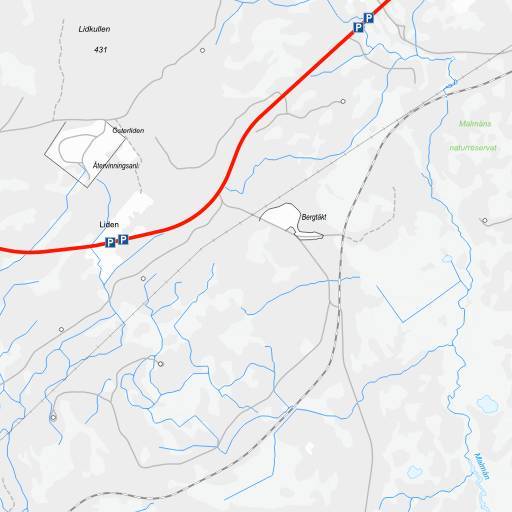 P
P
Lidkullen
431
Malmåns
naturreservat
Österliden
Återvinningsanl.
Bergtäkt
Liden
P P
Malmån